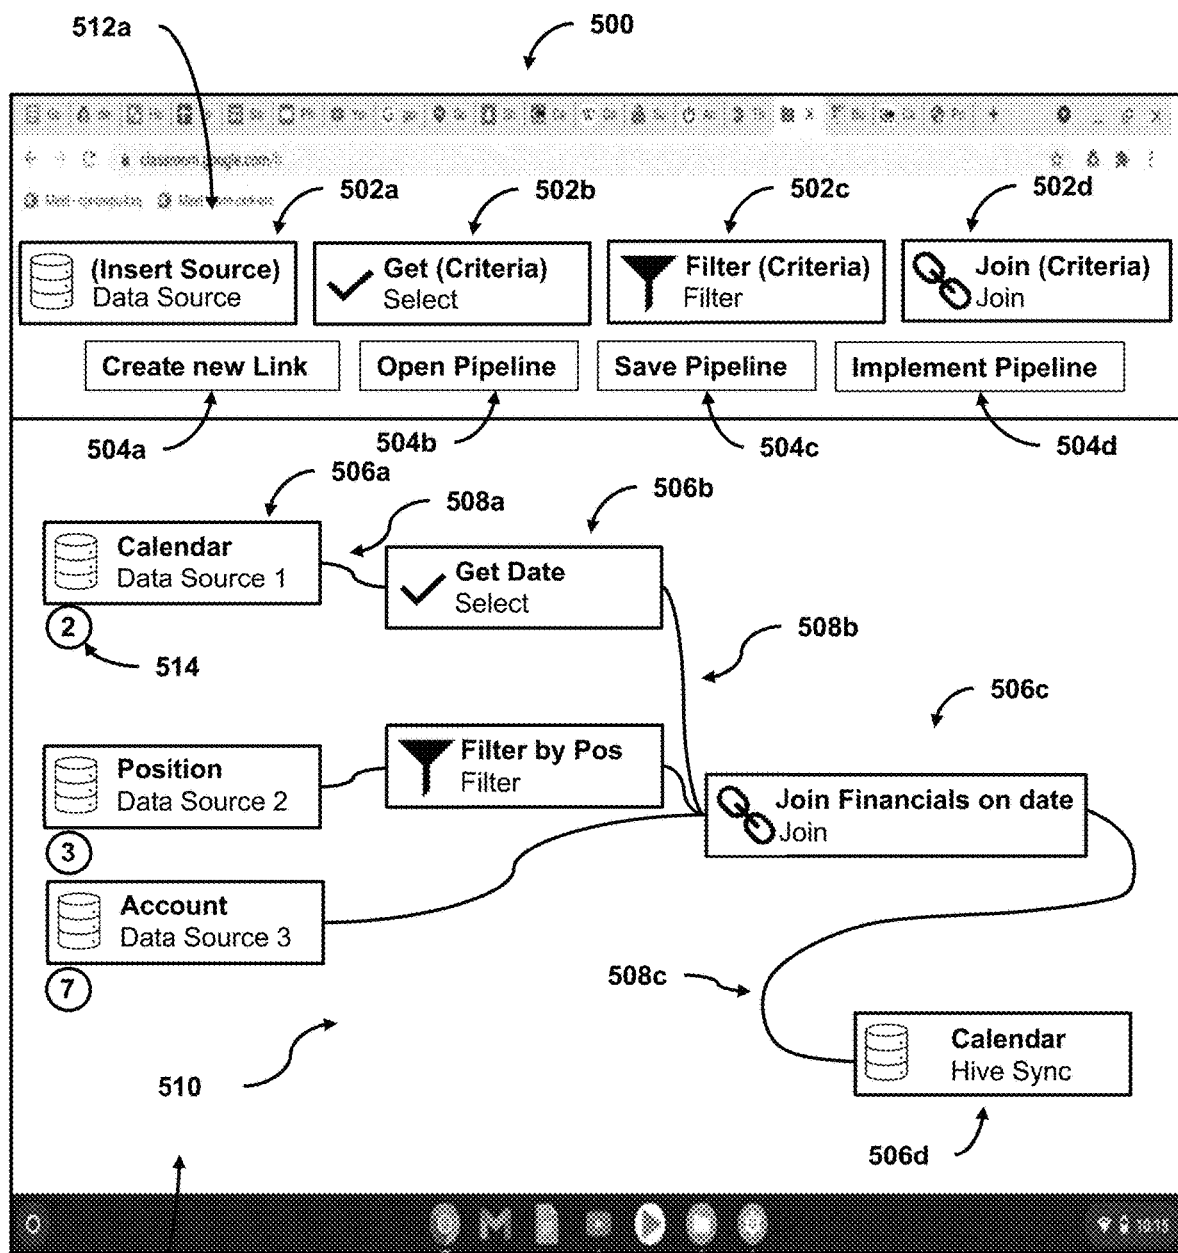 512a
500
502a
502b
502c
502d
(Insert Source)
Data Source
Get (Criteria)
Select
Filter (Criteria)
Filter
Join (Criteria)
Join
Create new Link
Open Pipeline
Save Pipeline
Implement Pipeline
504a
504b
504c
504d
506a
508a
506b
Calendar
Data Source 1
Get Date
Select
2
514
508b
506c
Position
Data Source 2
Filter by Pos
Filter
Join Financials on date
Join
3
Account
Data Source 3
7
508c
510
Calendar
Hive Sync
506d
10:15